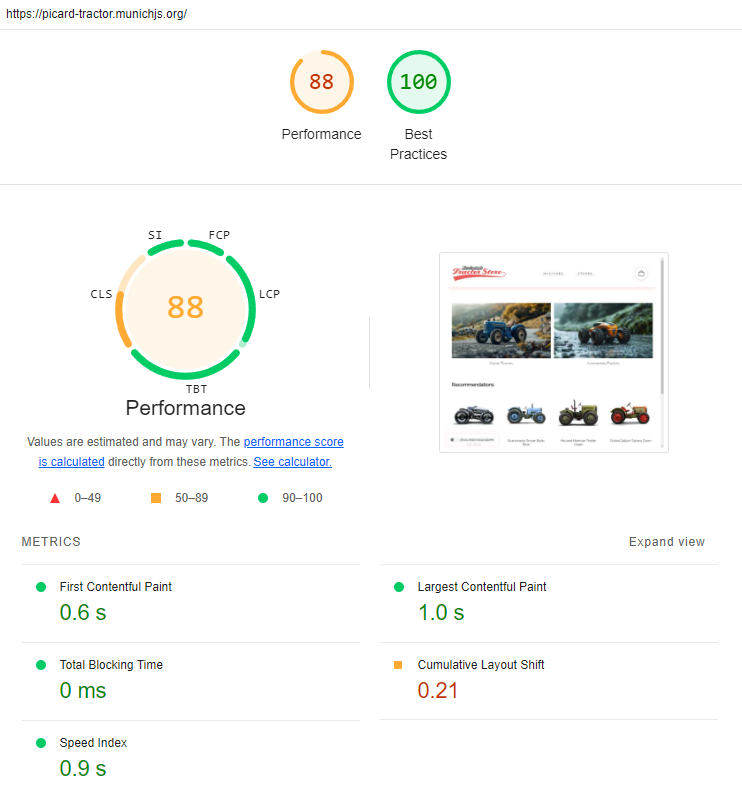 https://picard-tractor.munichjs.org/
88
100
Performance
Best
Practices
SI
FCP
CLS
LCP
88
TBT
Performance
Values are estimated and may vary. The performance score
is calculated directly from these metrics. See calculator.
0–49
50–89
90–100
Tractor Store
Recommendations
METRICS
Expand view
First Contentful Paint
0.6 s
Largest Contentful Paint
1.0 s
Total Blocking Time
0 ms
Cumulative Layout Shift
0.21
Speed Index
0.9 s